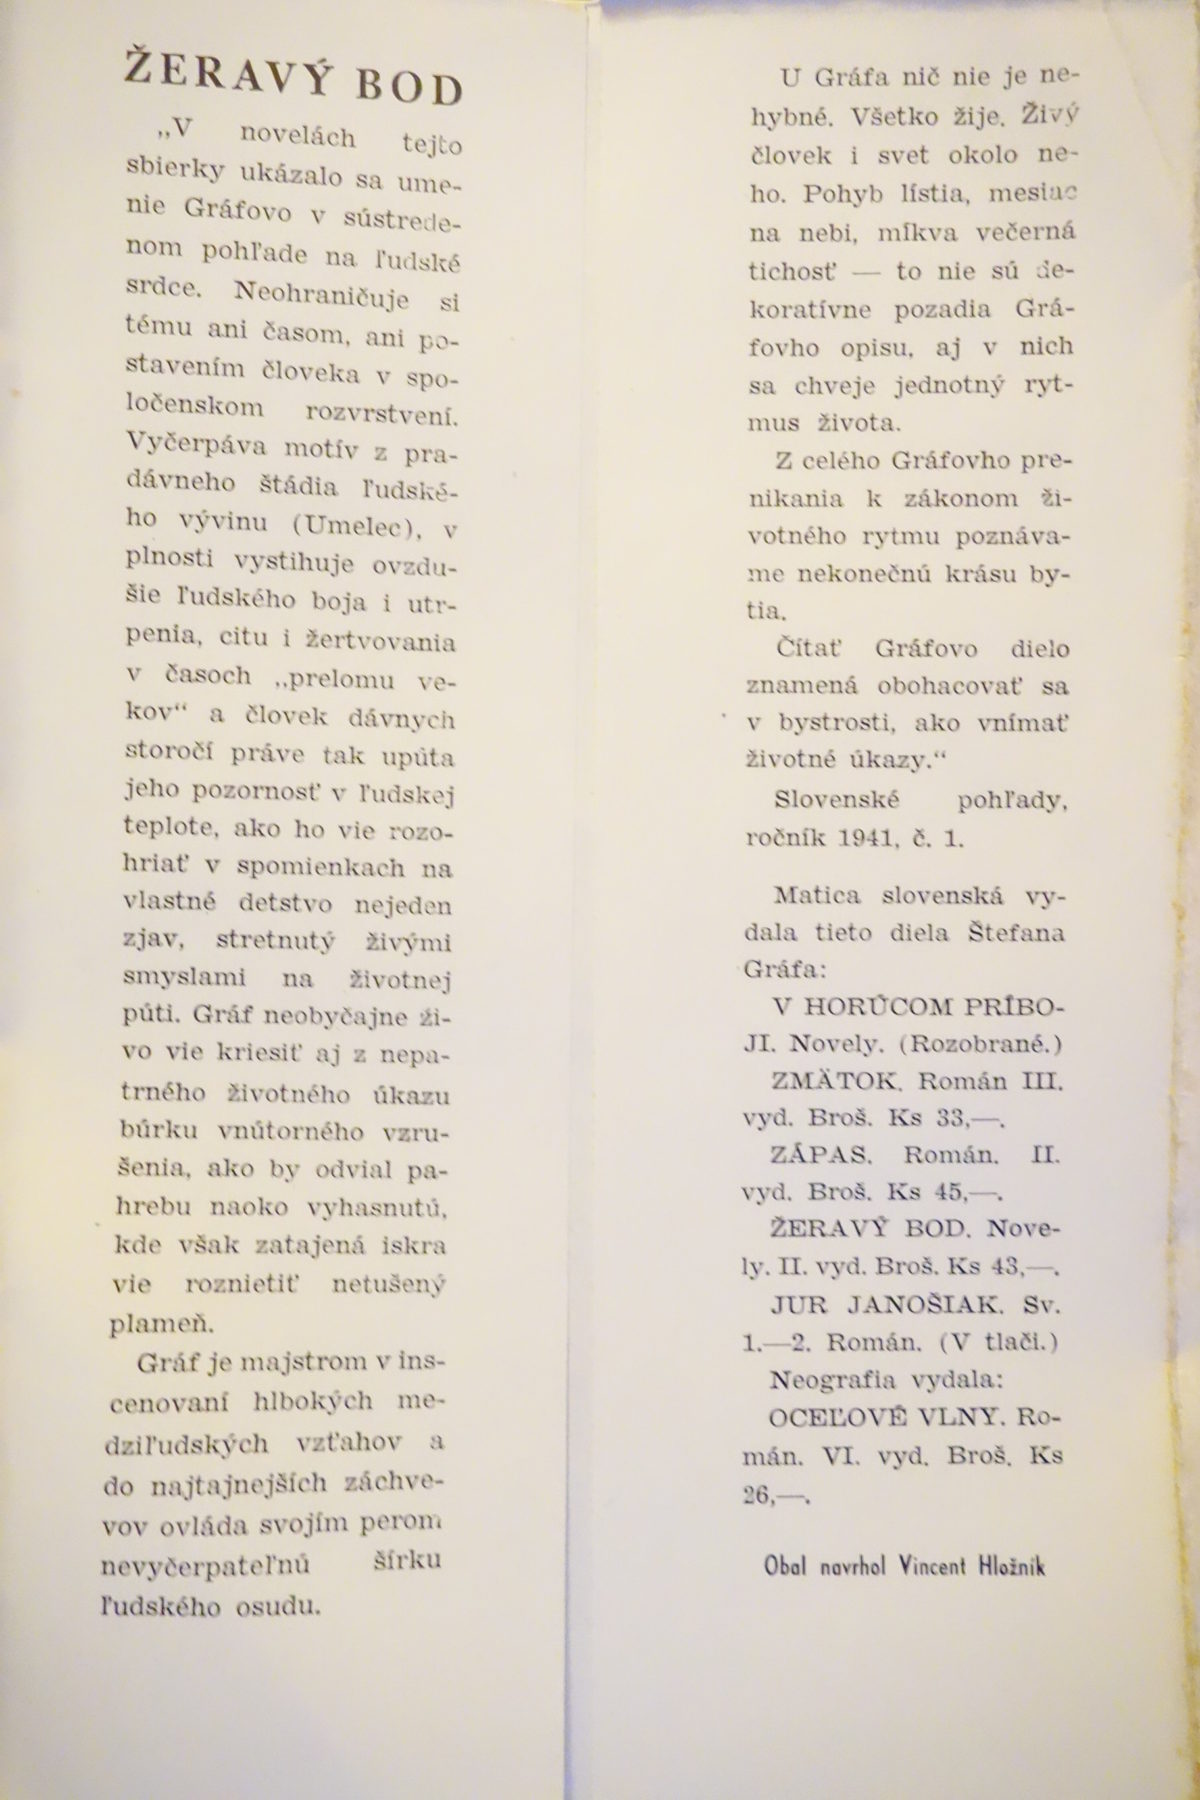 ŽERAVÝ BOD
„V novelách tejto
sbierky ukázalo sa ume-
nie Gráfovo v sústrede-
nom pohľade na ľudské
srdce. Neohraničuje si
tému ani časom, ani po-
stavením človeka v spo-
ločenskom rozvrstvení.
Vyčerpáva motív z pra-
dávneho štádia ľudské-
ho vývinu (Umelec), v
plnosti vystihuje ovzdu-
šie ľudského boja i utr-
penia, citu i žertvovania
v časoch „prelomu ve-
kov“ a človek dávnych
storočí práve tak upúta
jeho pozornosť v ľudskej
teplote, ako ho vie rozo-
hriať v spomienkach na
vlastné detstvo nejeden
zjav, stretnutý živými
smyslami na životnej
púti. Gráf neobyčajne ži-
vo vie kriesiť aj z nepa-
trného životného úkazu
búrku vnútorného vzru-
šenia, ako by odvial pa-
hrebu naoko vyhasnutú,
kde však zatajená iskra
vie roznietiť netušený
plameň.
Gráf je majstrom v ins-
cenovaní hlbokých me-
dziľudských vzťahov a
do najtajnejších záchve-
vov ovláda svojím perom
nevyčerpateľnú šírku
ľudského osudu.
U Gráfa nič nie je ne-
hybné. Všetko žije. Živý
človek i svet okolo ne-
ho. Pohyb lístia, mesiac
na nebi, míkva večerná
tichosť — to nie sú de-
koratívne pozadia Grá-
fovho opisu, aj v nich
sa chveje jednotný ryt-
mus života.
Z celého Gráfovho pre-
nikania k zákonom ži-
votného rytmu poznáva-
me nekonečnú krásu by-
tia.
Čítať Gráfovo dielo
znamená obohacovať sa
v bystrosti, ako vnímať
životné úkazy.“
Slovenské pohľady,
ročník 1941, č. 1.
Matica slovenská vy-
dala tieto diela Štefana
Gráfa:
V HORÚCOM PRÍBO-
JI. Novely. (Rozobrané.)
ZMÄTOK. Román III.
vyd. Broš. Ks 33,—.
ZÁPAS. Román. II.
vyd. Broš. Ks 45,—.
ŽERAVÝ BOD. Nove-
ly. II. vyd. Broš. Ks 43,—.
JUR JANOŠIAK. Sv.
1.—2. Román. (V tlači.)
Neografia vydala:
OCEĽOVÉ VLNY. Ro-
mán. VI. vyd. Broš. Ks
26,—.
Obal navrhol Vincent Hložník